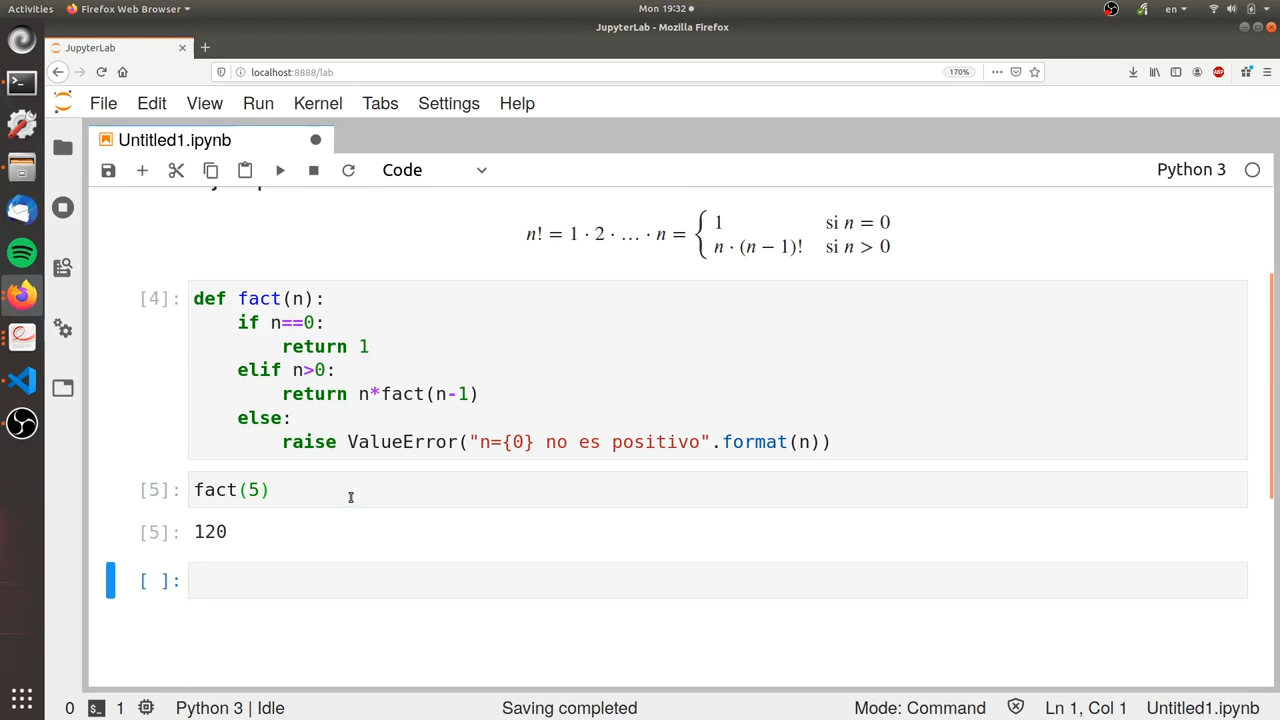 Activities Firefox Web Browser Mon 19:32 en
JupyterLab - Mozilla Firefox
JupyterLab
localhost:8888/lab 170%
File Edit View Run Kernel Tabs Settings Help
Untitled1.ipynb
Code Python 3
n! = 1 · 2 · … · n = { 1 si n = 0
n · (n − 1)! si n > 0
[4]: def fact(n):
if n==0:
return 1
elif n>0:
return n*fact(n-1)
else:
raise ValueError("n={0} no es positivo".format(n))
[5]: fact(5)
[5]: 120
[ ]:
0 1 Python 3 | Idle Saving completed Mode: Command Ln 1, Col 1 Untitled1.ipynb